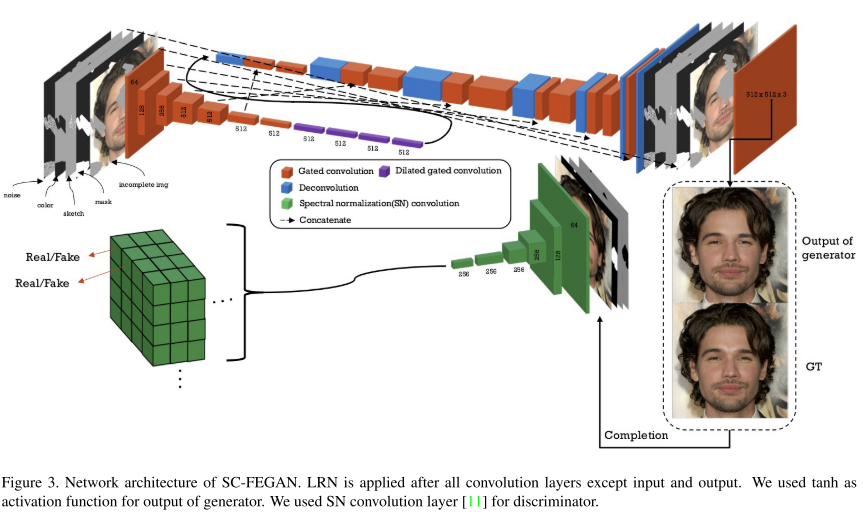 64
128
256
512
512
512
512
512
512
512
512
512 x 512 x 3
noise
color
sketch
mask
incomplete img
Gated convolution
Dilated gated convolution
Deconvolution
Spectral normalization(SN) convolution
Concatenate
Real/Fake
Real/Fake
...
256
256
256
256
128
64
Output of
generator
GT
Completion
Figure 3. Network architecture of SC-FEGAN. LRN is applied after all convolution layers except input and output. We used tanh as
activation function for output of generator. We used SN convolution layer [11] for discriminator.